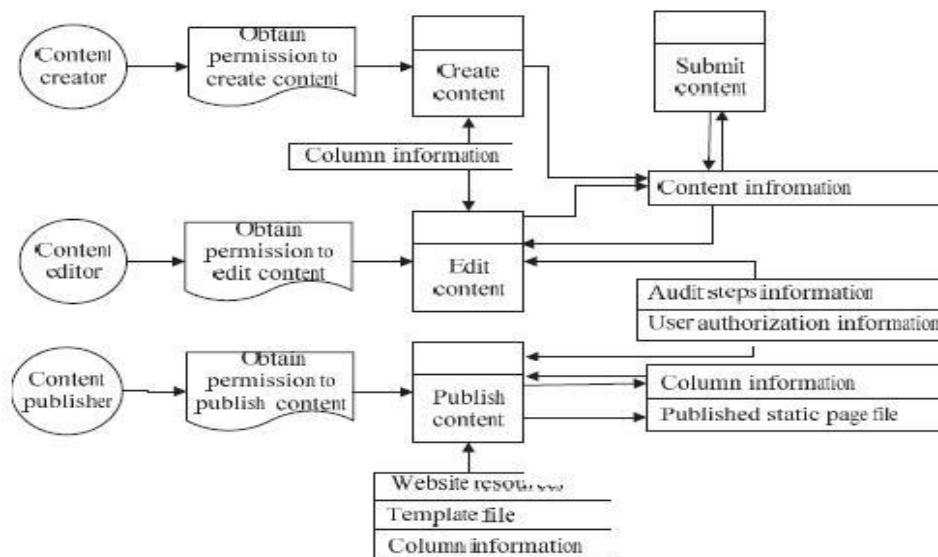 Content
creator
Obtain
permission to
create content
Create
content
Submit
content
Column information
Content infromation
Content
editor
Obtain
permission to
edit content
Edit
content
Audit steps information
User authorization information
Content
publisher
Obtain
permission to
publish content
Publish
content
Column information
Published static page file
Website resources
Template file
Column information